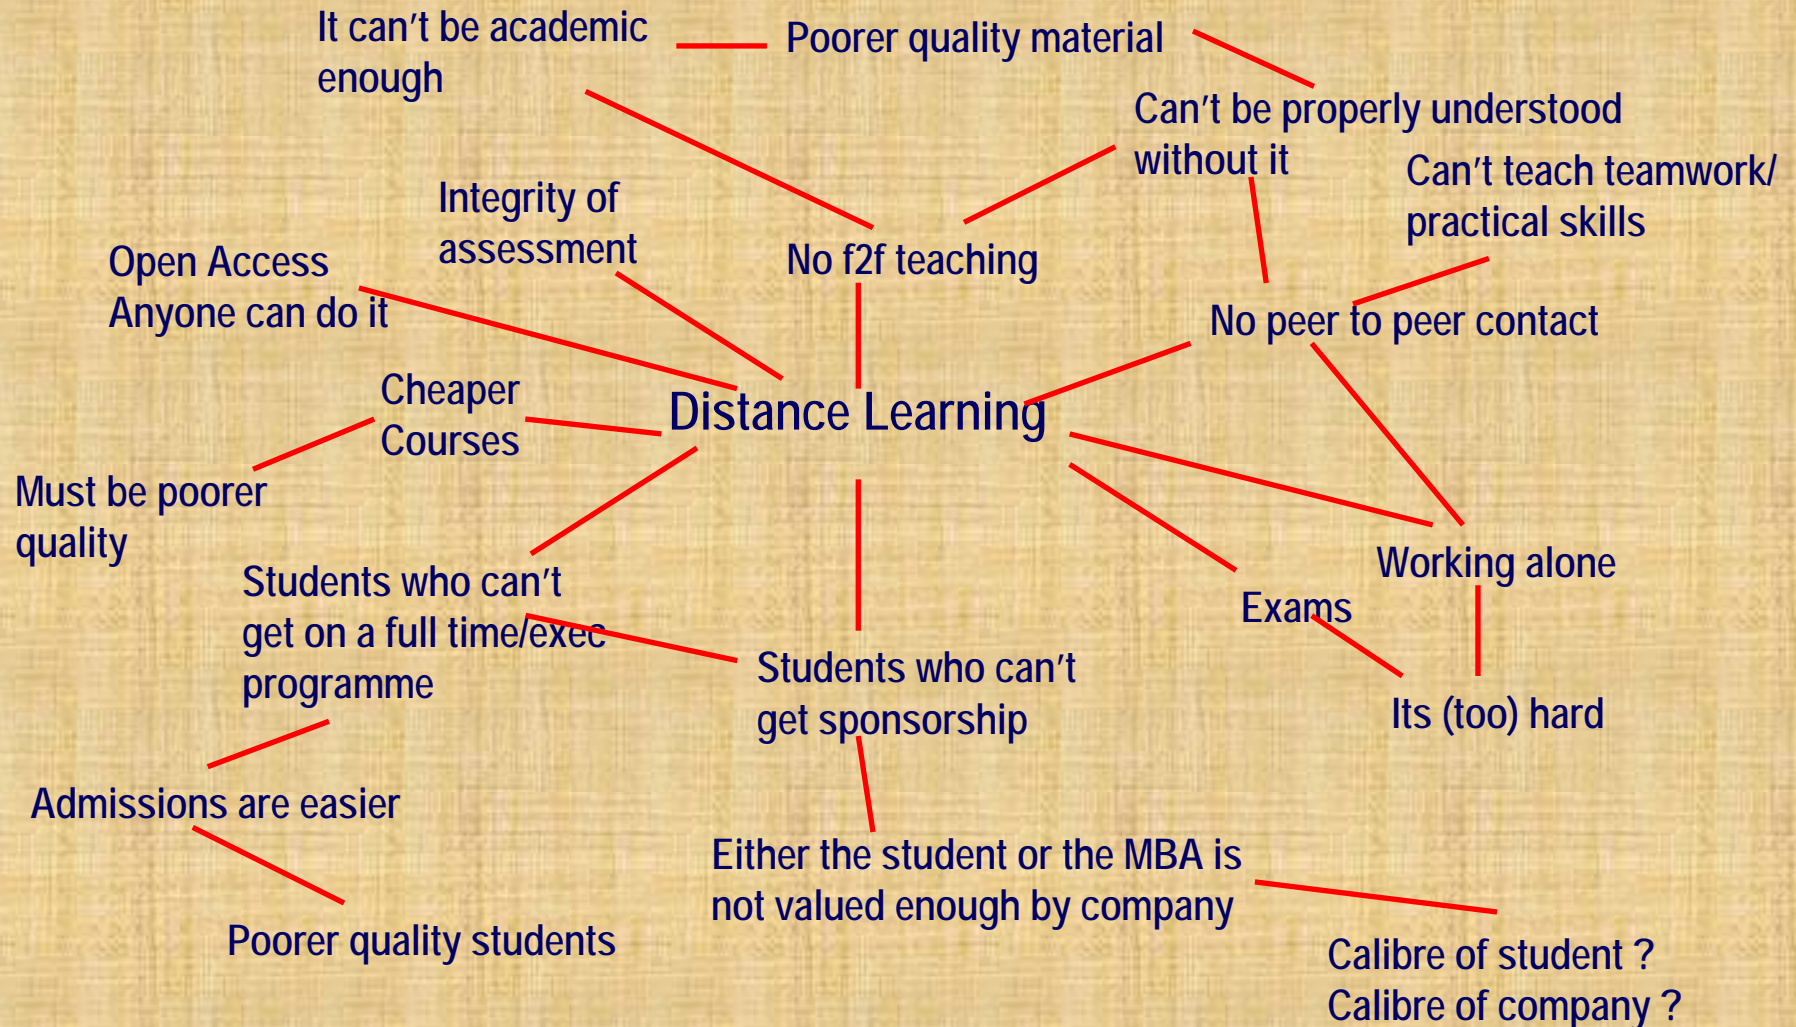 It can't be academic
enough
Poorer quality material
Can't be properly understood
without it
Can't teach teamwork/
practical skills
Integrity of
assessment
No f2f teaching
Open Access
Anyone can do it
No peer to peer contact
Cheaper
Courses
Distance Learning
Must be poorer
quality
Students who can't
get on a full time/exec
programme
Working alone
Exams
Students who can't
get sponsorship
Its (too) hard
Admissions are easier
Either the student or the MBA is
not valued enough by company
Poorer quality students
Calibre of student ?
Calibre of company ?